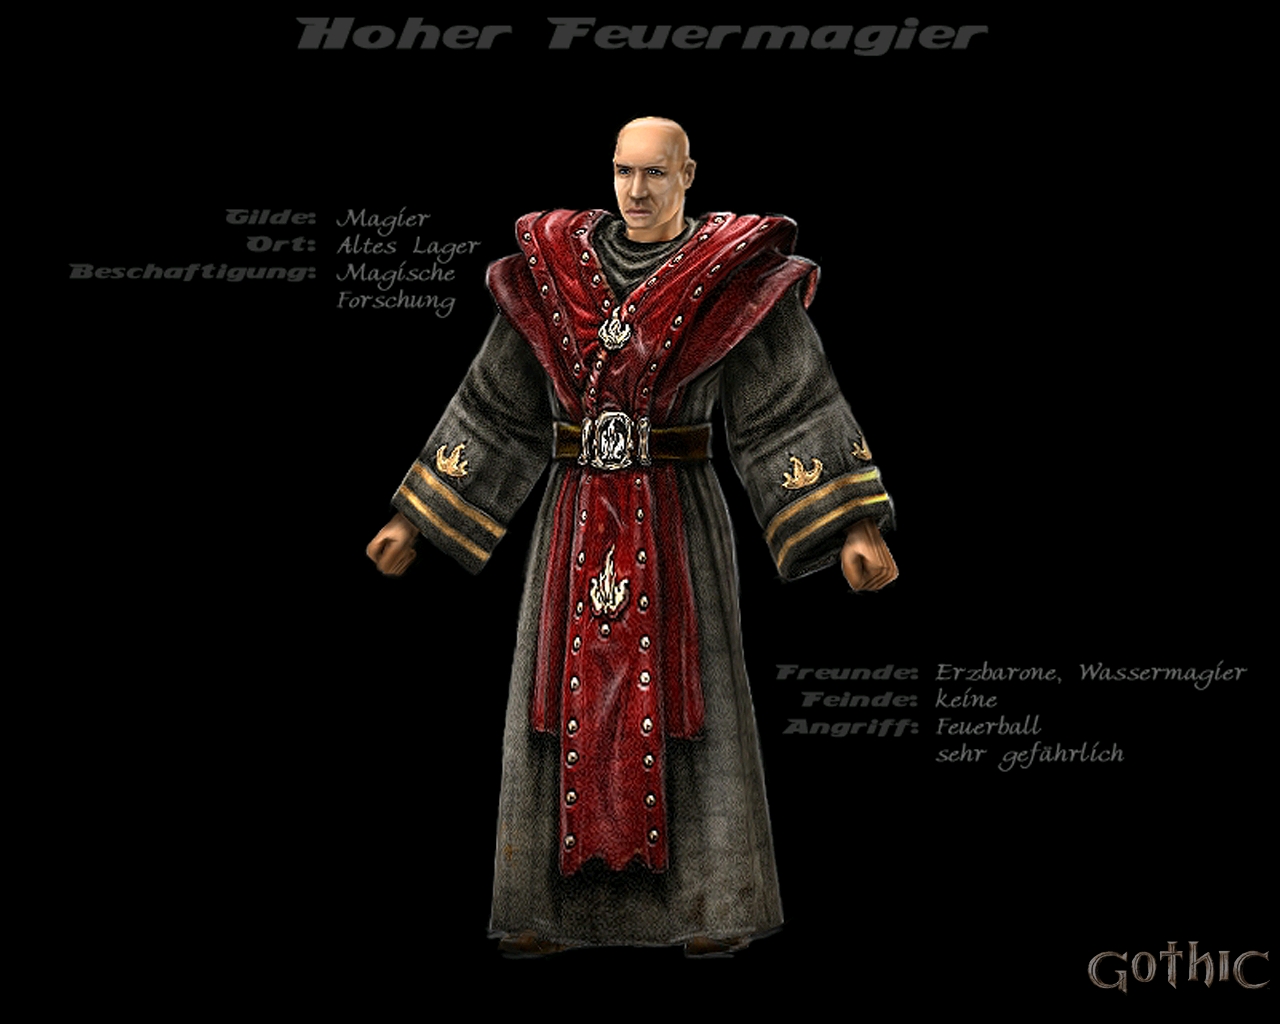 Hoher Feuermagier
Gilde: Magier
Ort: Altes Lager
Beschaftigung: Magische
Forschung
Freunde: Erzbarone, Wassermagier
Feinde: keine
Angriff: Feuerball
sehr gefährlich
GOTHIC